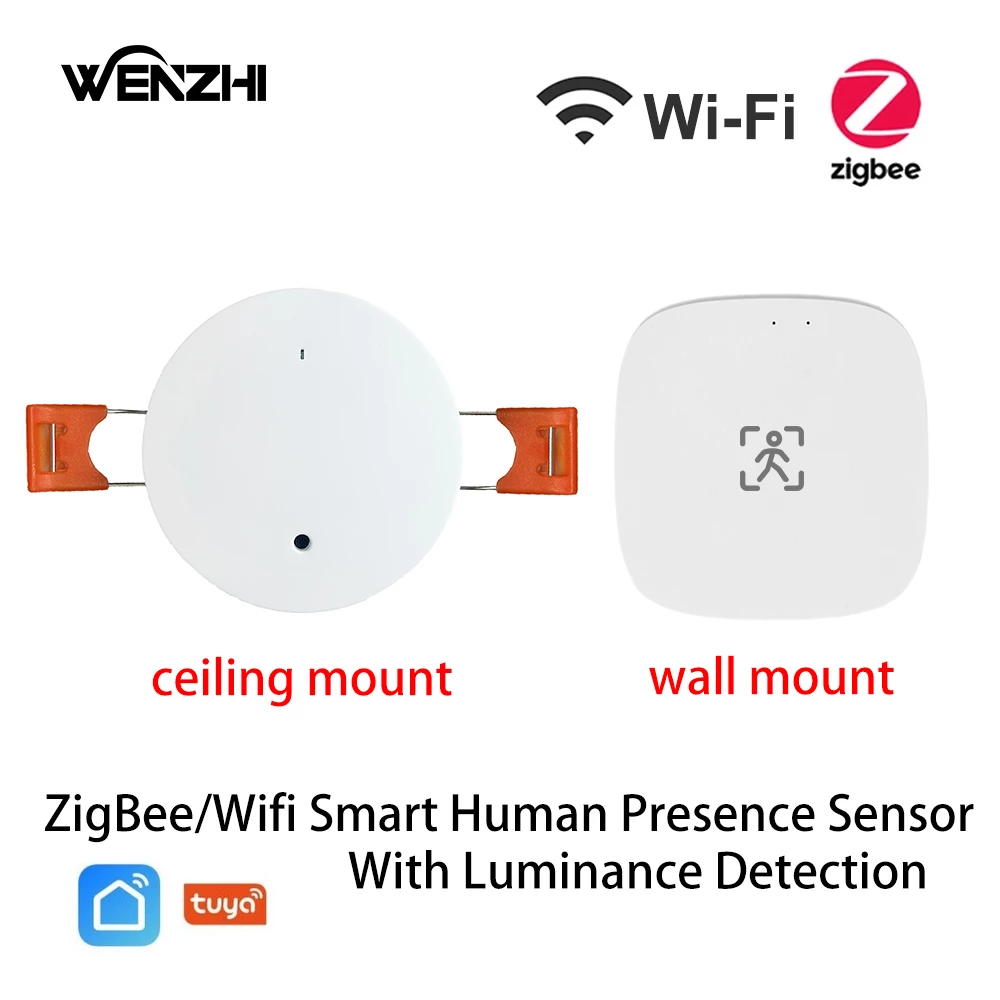 WENZHI
Wi-Fi
zigbee
ceiling mount
wall mount
ZigBee/Wifi Smart Human Presence Sensor
With Luminance Detection
tuya